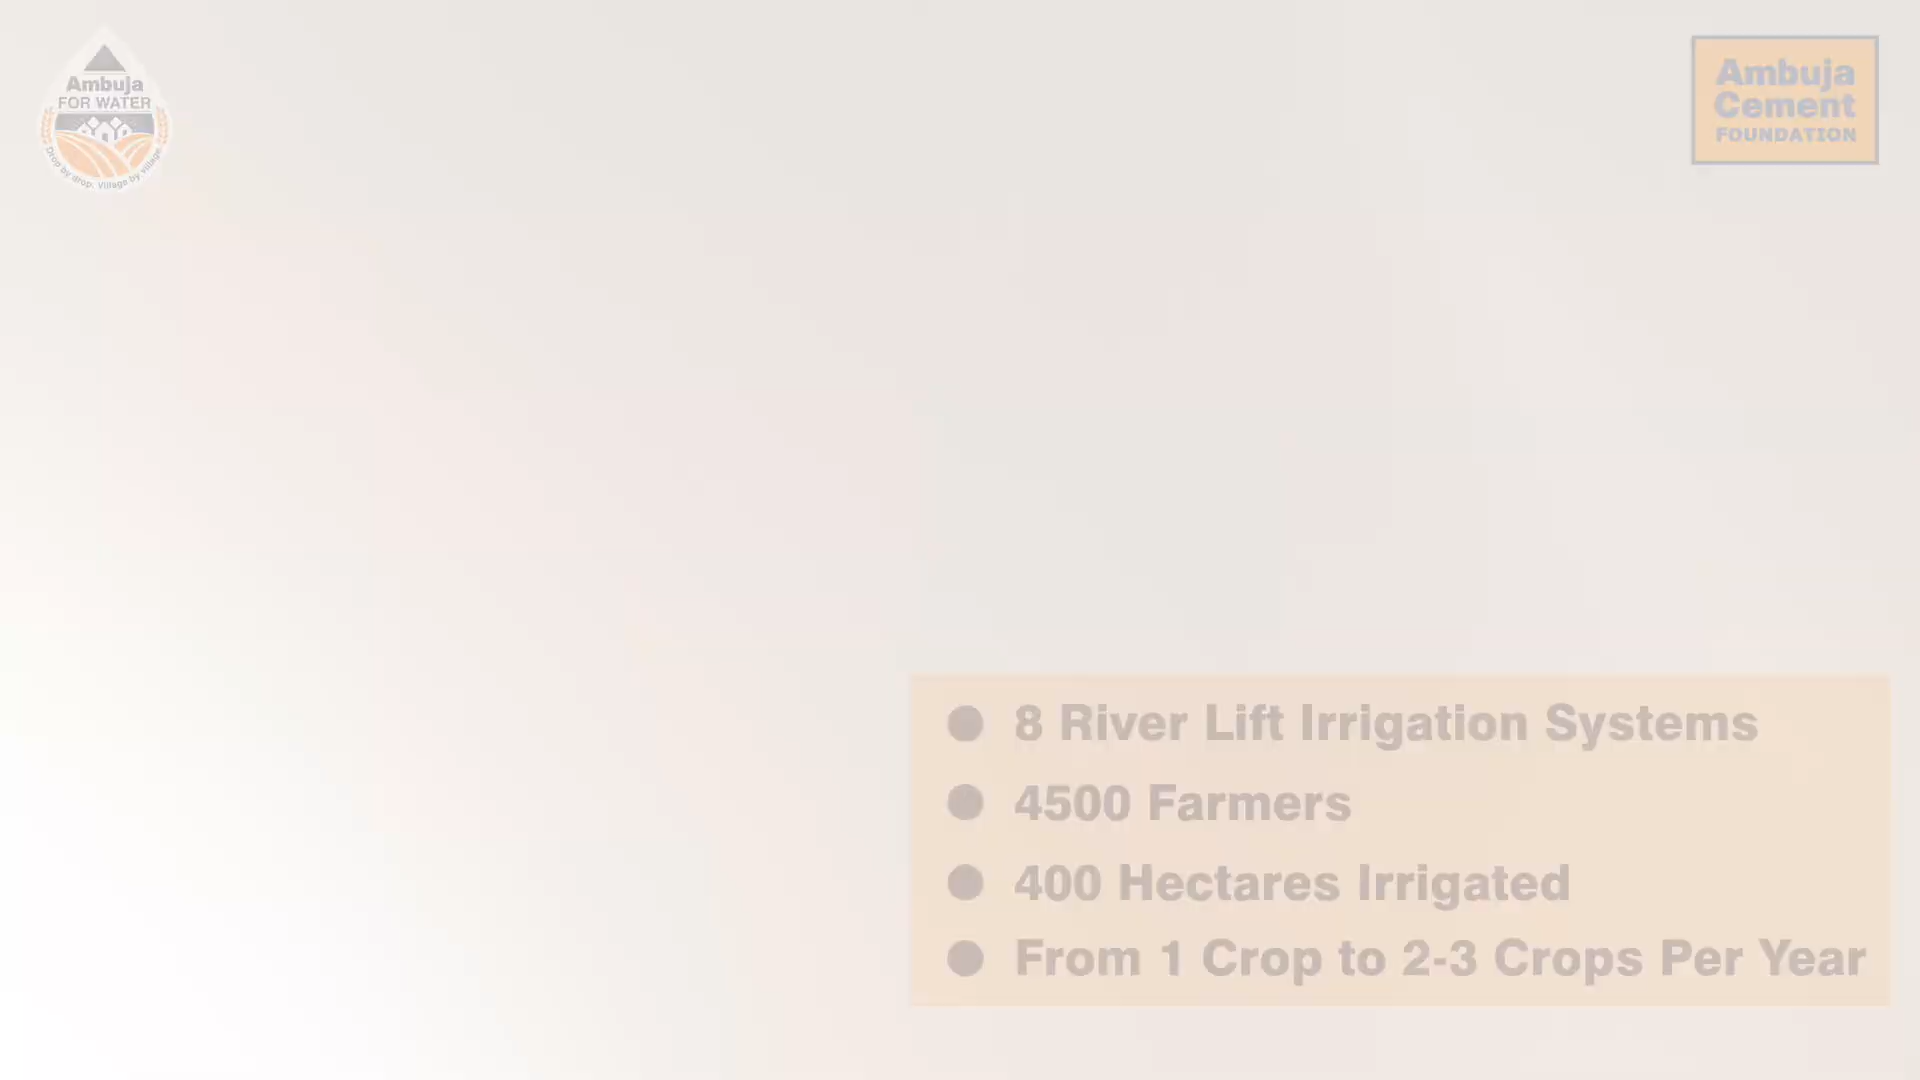 Ambuja
FOR WATER
Drop by drop. Village by village.
Ambuja
Cement
FOUNDATION
● 8 River Lift Irrigation Systems
● 4500 Farmers
● 400 Hectares Irrigated
● From 1 Crop to 2-3 Crops Per Year